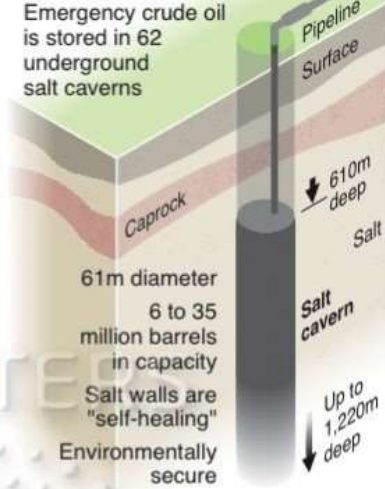 Emergency crude oil
is stored in 62
underground
salt caverns
Pipeline
Surface
Caprock
610m
deep
Salt
61m diameter
6 to 35
million barrels
in capacity
Salt walls are
"self-healing"
Environmentally
secure
Salt
cavern
Up to
1,220m
deep